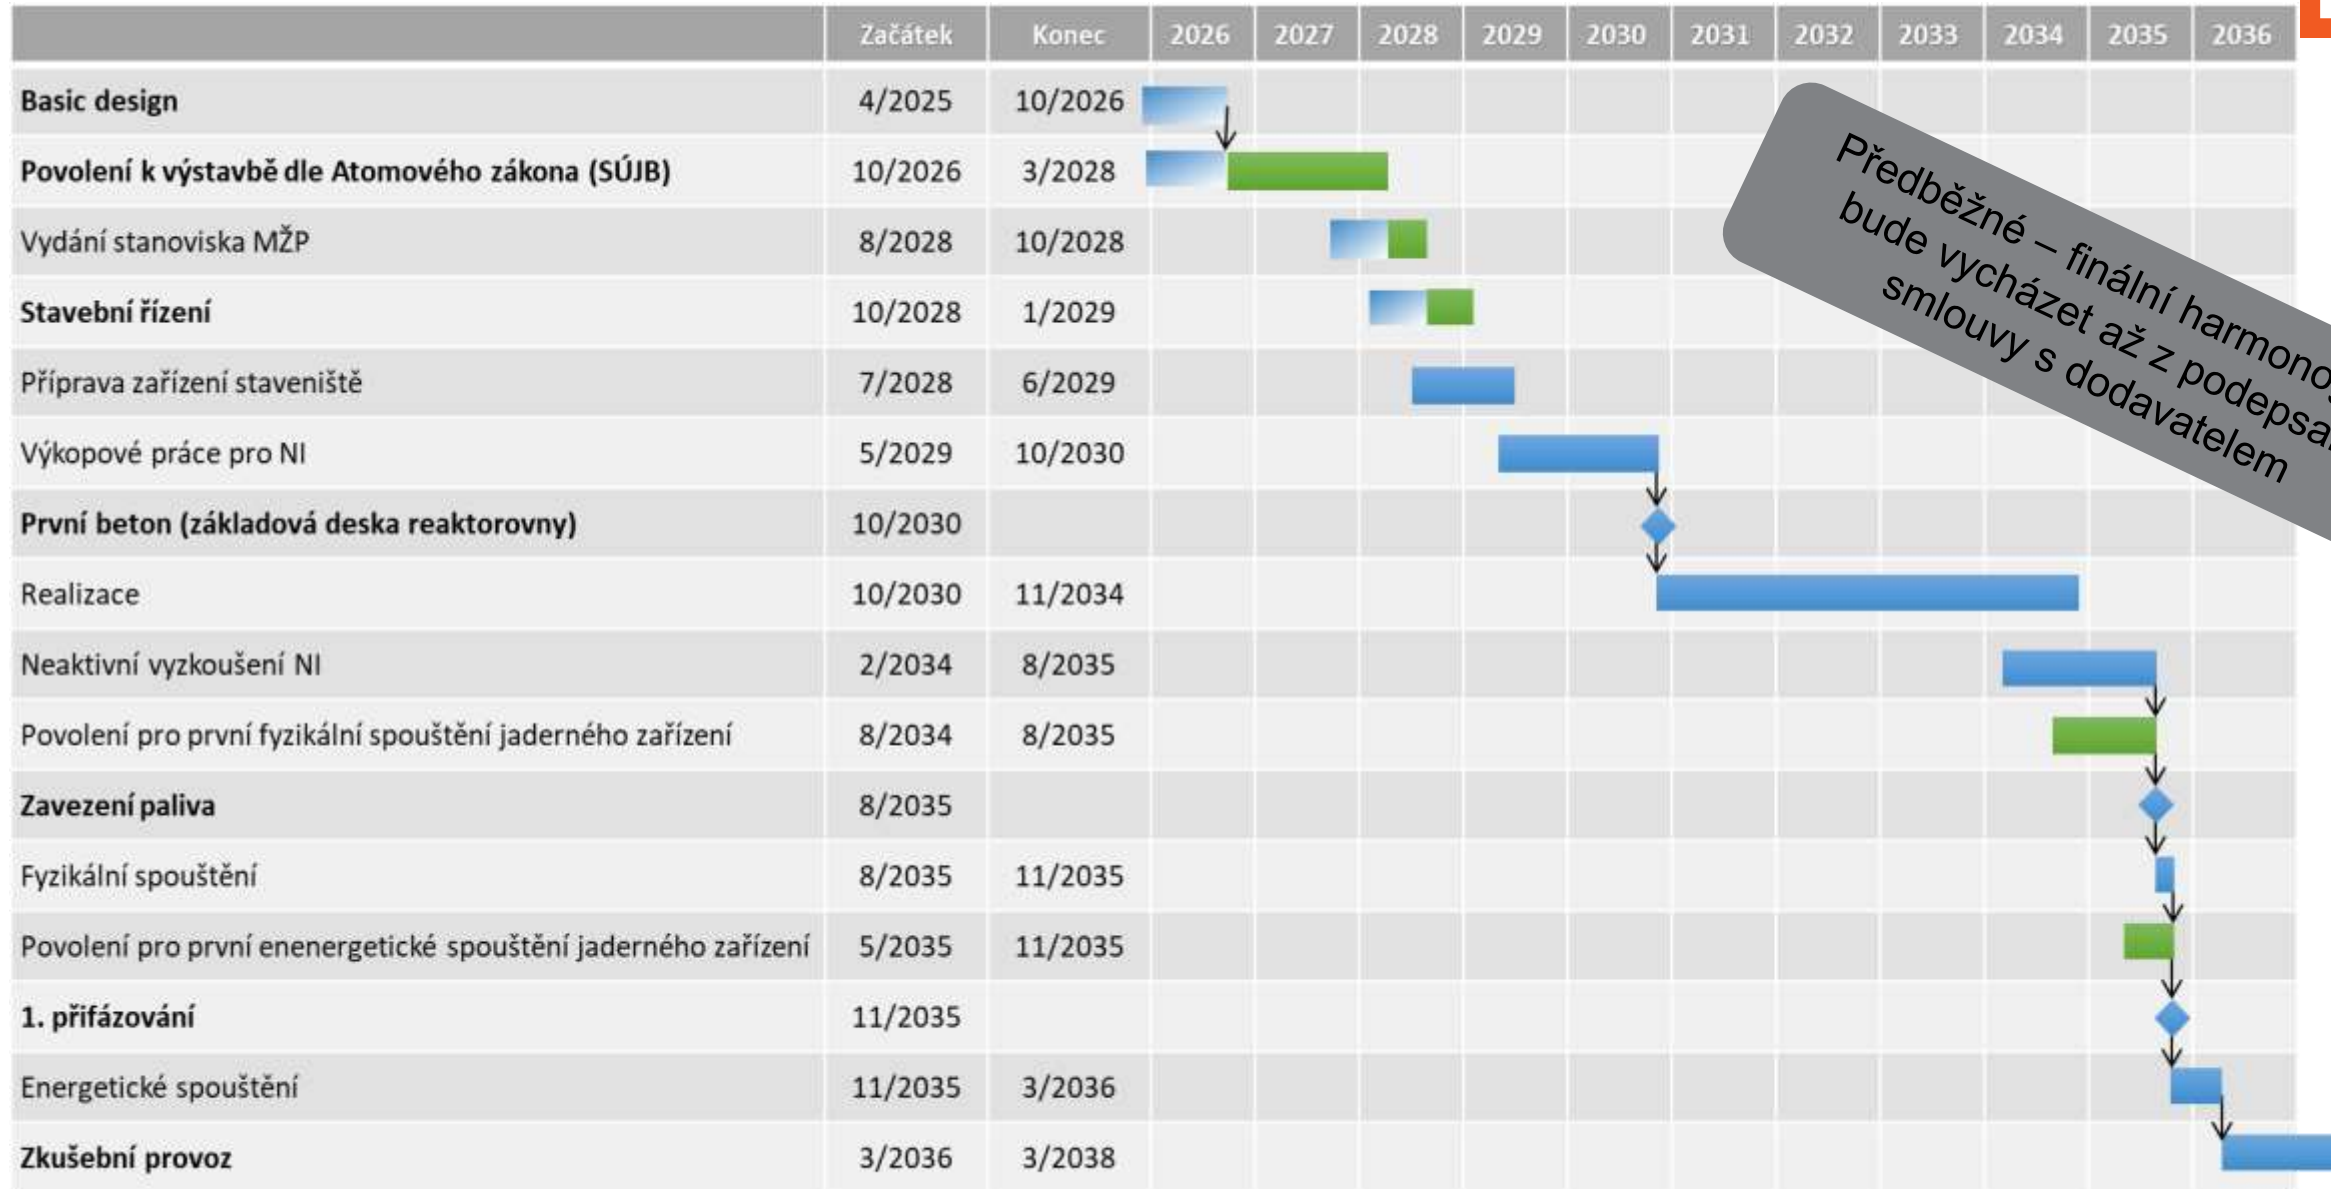 Začátek Konec 2026 2027 2028 2029 2030 2031 2032 2033 2034 2035 2036
Basic design 4/2025 10/2026
Povolení k výstavbě dle Atomového zákona (SÚJB) 10/2026 3/2028
Vydání stanoviska MŽP 8/2028 10/2028
Stavební řízení 10/2028 1/2029
Příprava zařízení staveniště 7/2028 6/2029
Výkopové práce pro NI 5/2029 10/2030
První beton (základová deska reaktorovny) 10/2030
Realizace 10/2030 11/2034
Neaktivní vyzkoušení NI 2/2034 8/2035
Povolení pro první fyzikální spouštění jaderného zařízení 8/2034 8/2035
Zavezení paliva 8/2035
Fyzikální spouštění 8/2035 11/2035
Povolení pro první enenergetické spouštění jaderného zařízení 5/2035 11/2035
1. přifázování 11/2035
Energetické spouštění 11/2035 3/2036
Zkušební provoz 3/2036 3/2038
Předběžné – finální
bude vycházet až z
smlouvy s dodavatelem